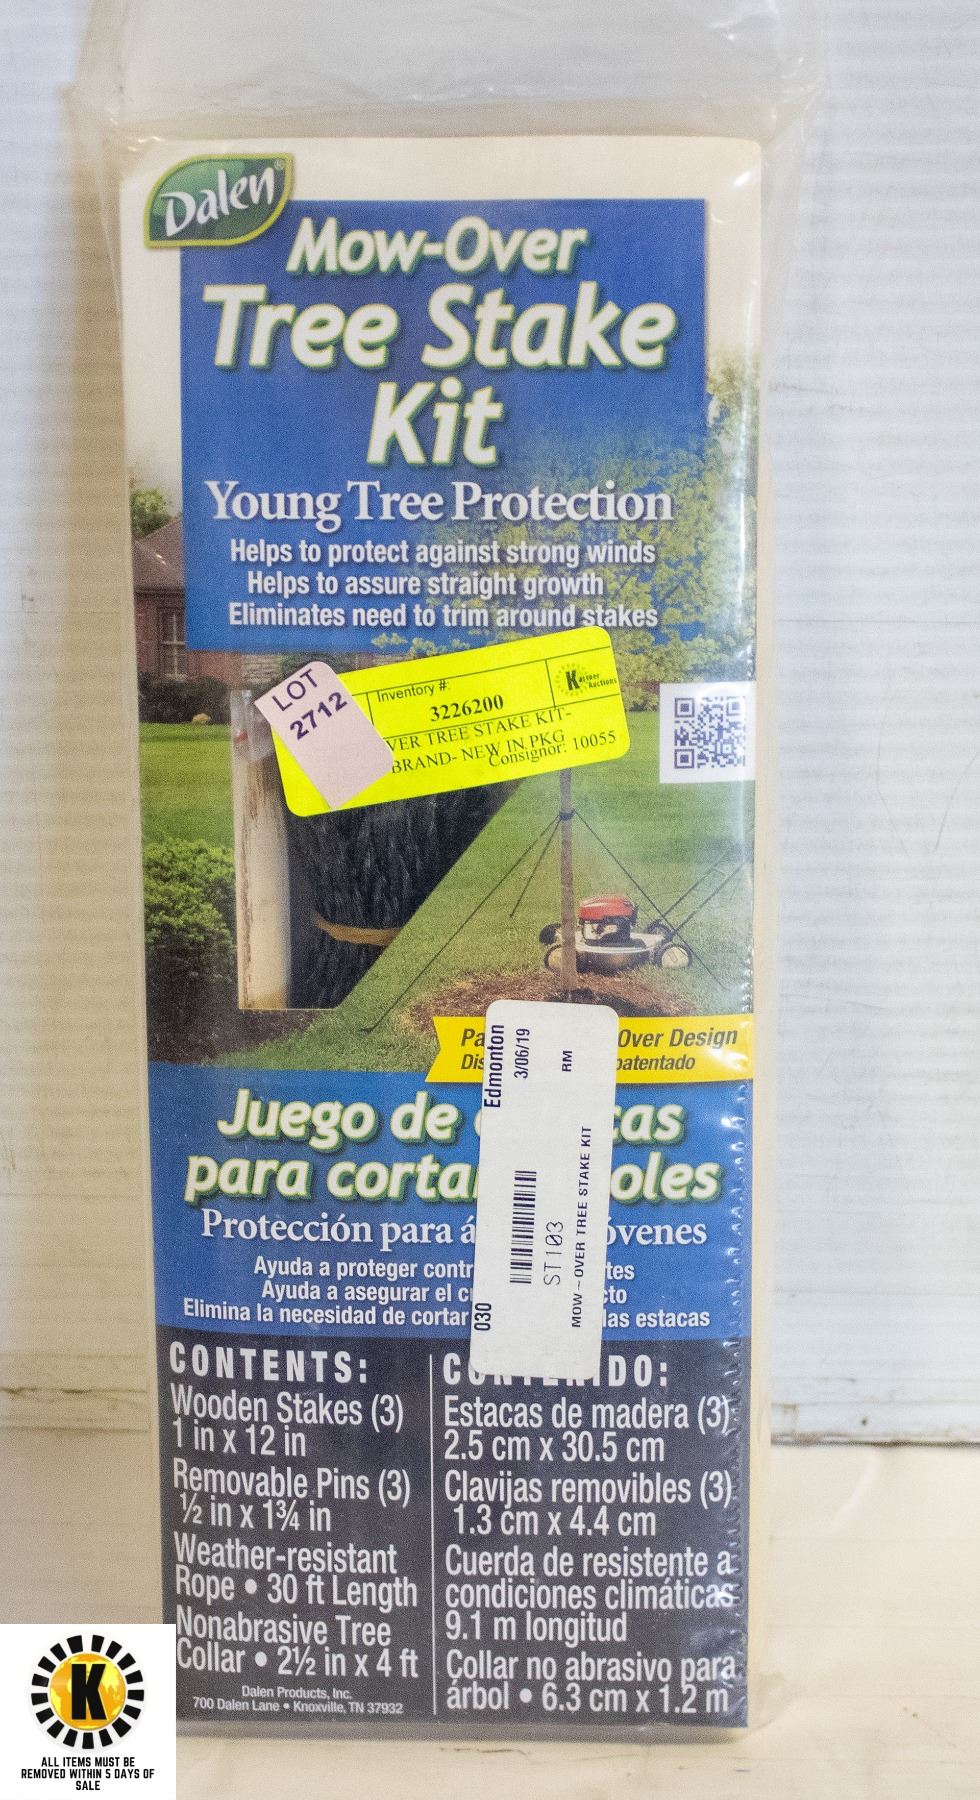 Dalen®
Mow-Over
Tree Stake
Kit
Young Tree Protection
Helps to protect against strong winds
Helps to assure straight growth
Eliminates need to trim around stakes
LOT
2712
Inventory #:
3226200
Kastner
Auctions
VER TREE STAKE KIT-
BRAND- NEW IN PKG
Consignor: 10055
Pa Over Design
Dis patentado
Edmonton
3/06/19
RM
ST103
MOW-OVER TREE STAKE KIT
030
Juego de cas
para corta oles
Protección para á óvenes
Ayuda a proteger contr tes
Ayuda a asegurar el c cto
Elimina la necesidad de cortar las estacas
CONTENTS:
Wooden Stakes (3)
1 in x 12 in
Removable Pins (3)
½ in x 1¾ in
Weather-resistant
Rope • 30 ft Length
Nonabrasive Tree
Collar • 2½ in x 4 ft
Dalen Products, Inc.
700 Dalen Lane • Knoxville, TN 37932
CONTENIDO:
Estacas de madera (3)
2.5 cm x 30.5 cm
Clavijas removibles (3)
1.3 cm x 4.4 cm
Cuerda de resistente a
condiciones climáticas
9.1 m longitud
Collar no abrasivo para
árbol • 6.3 cm x 1.2 m
K
ALL ITEMS MUST BE
REMOVED WITHIN 5 DAYS OF
SALE